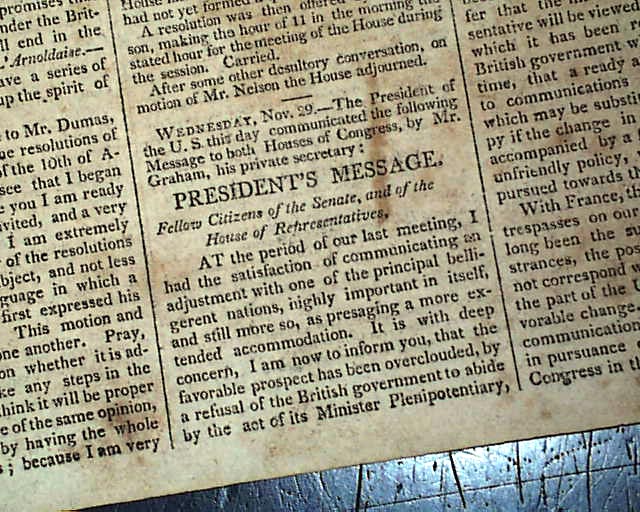 promises
under the Brit-
ll end in the
L'Arnoldaise.—
ave a series of
up the spirit of
to Mr. Dumas,
e resolutions of
of the 10th of A-
see that I began
e you I am ready
ivited, and a very
I am extremely
of the resolutions
bject, and not less
guage in which a
first expressed his
This motion and
one another. Pray,
on whether it is ad-
ke any steps in the
think it will be proper
e of the same opinion,
by having the whole
s; because I am very
had not yet formed
A resolution was then offered
son, making the hour of 11 in the morning the
stated hour for the meeting of the House during
the session. Carried.
After some other desultory conversation, on
motion of Mr. Nelson the House adjourned.
WEDNESDAY, Nov. 29.—The President of
the U. S. this day communicated the following
Message to both Houses of Congress, by Mr.
Graham, his private secretary:
PRESIDENT'S MESSAGE.
Fellow Citizens of the Senate, and of the
House of Representatives,
AT the period of our last meeting, I
had the satisfaction of communicating an
adjustment with one of the principal belli-
gerent nations, highly important in itself,
and still more so, as presaging a more ex-
tended accommodation. It is with deep
concern, I am now to inform you, that the
favorable prospect has been overclouded, by
a refusal of the British government to abide
by the act of its Minister Plenipotentiary,
fer that the
sentative will be viewed
which it has been
British government w
time, that a ready a
to communications
which may be substi
py if the change in
accompanied by a
unfriendly policy,
pursued towards th
With France, th
trespasses on our
long been the su
strances, the pos
not correspond
the part of the U
vorable change
communication
in pursuance
Congress in th